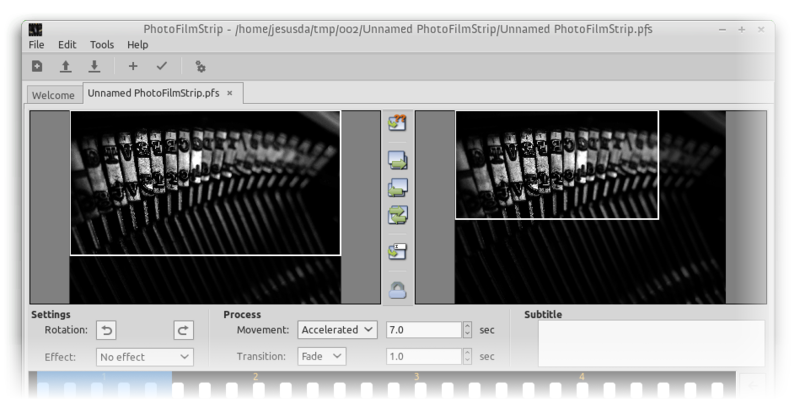 PhotoFilmStrip - /home/jesusda/tmp/002/Unnamed PhotoFilmStrip/Unnamed PhotoFilmStrip.pfs
File Edit Tools Help
Welcome Unnamed PhotoFilmStrip.pfs
Settings Process Subtitle
Rotation: Movement: Accelerated 7.0 sec
Effect: No effect Transition: Fade 1.0 sec
1 2 3 4